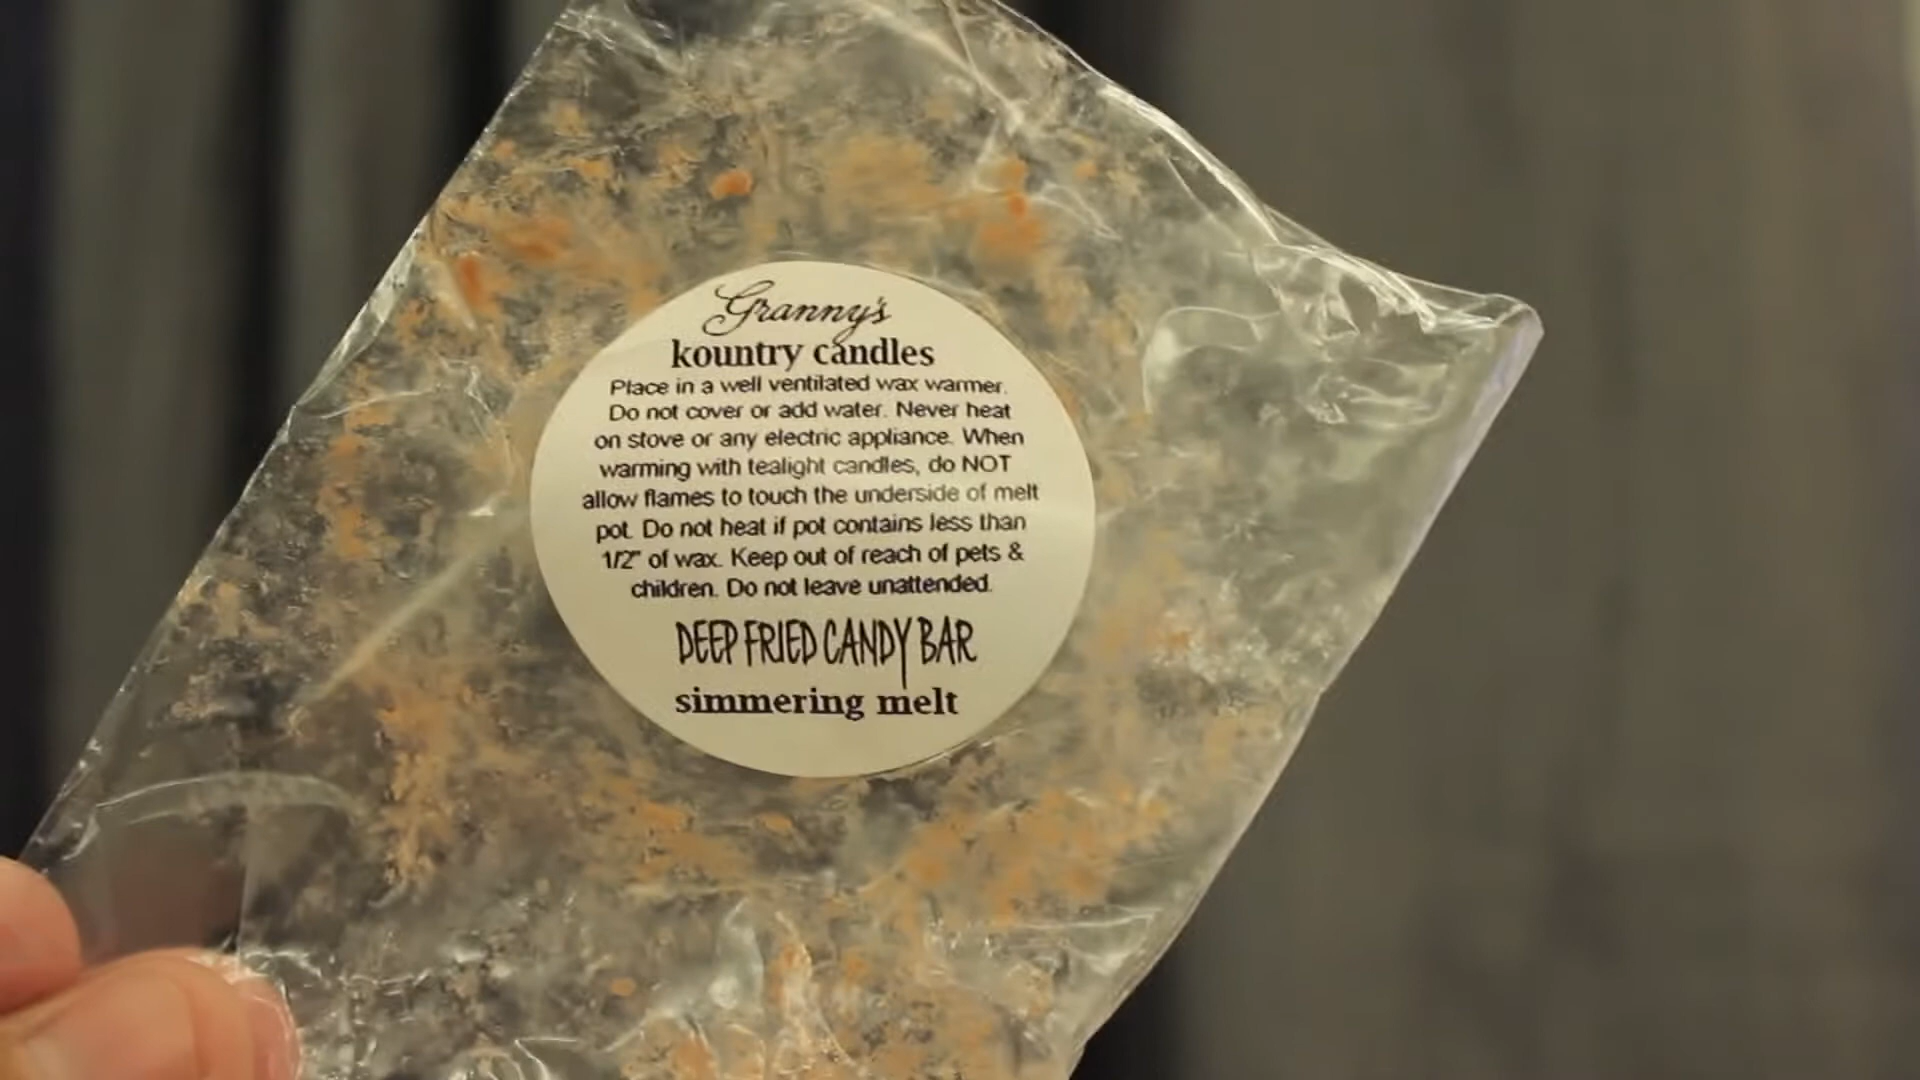 Granny's
kountry candles
Place in a well ventilated wax warmer.
Do not cover or add water. Never heat
on stove or any electric appliance. When
warming with tealight candles, do NOT
allow flames to touch the underside of melt
pot. Do not heat if pot contains less than
1/2" of wax. Keep out of reach of pets &
children. Do not leave unattended.
DEEP FRIED CANDY BAR
simmering melt